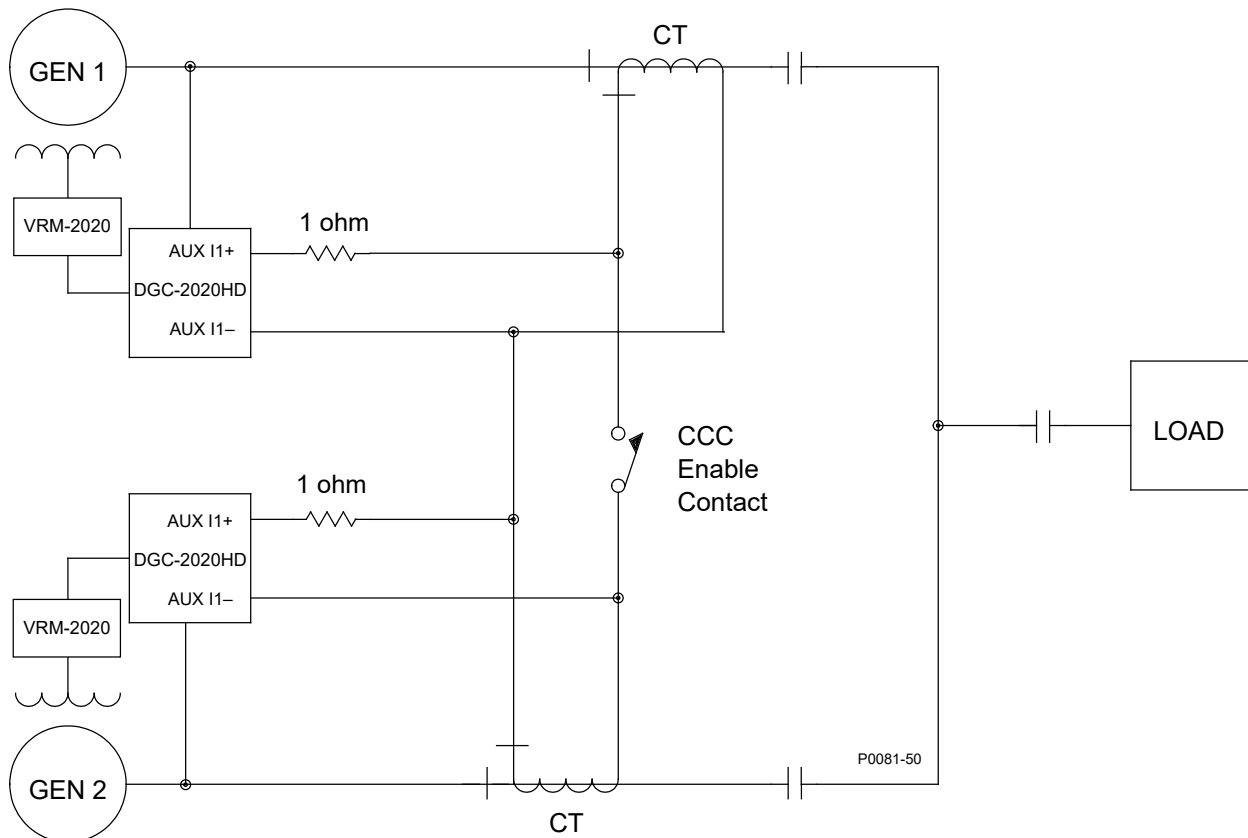 CT
GEN 1
1 ohm
VRM-2020
AUX I1+
DGC-2020HD
AUX I1–
CCC
Enable
Contact
LOAD
1 ohm
AUX I1+
DGC-2020HD
AUX I1–
VRM-2020
P0081-50
GEN 2
CT